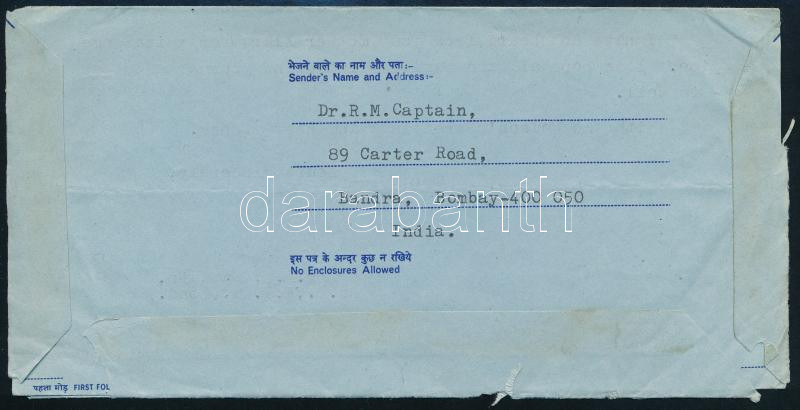 भेजने वाले का नाम और पता:-
Sender's Name and Address:-
Dr.R.M.Captain,
89 Carter Road,
Bandra, Bombay-400 050
India.
darabanth
इस पत्र के अन्दर कुछ न रखिये
No Enclosures Allowed
पहला मोड़ FIRST FOL